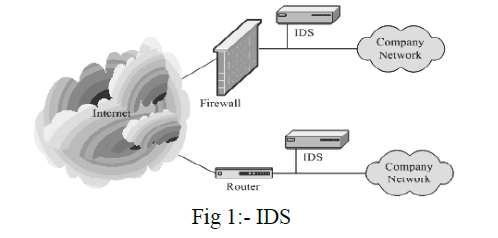 IDS
Company
Network
Internet
Firewall
IDS
Company
Network
Router
Fig 1:- IDS